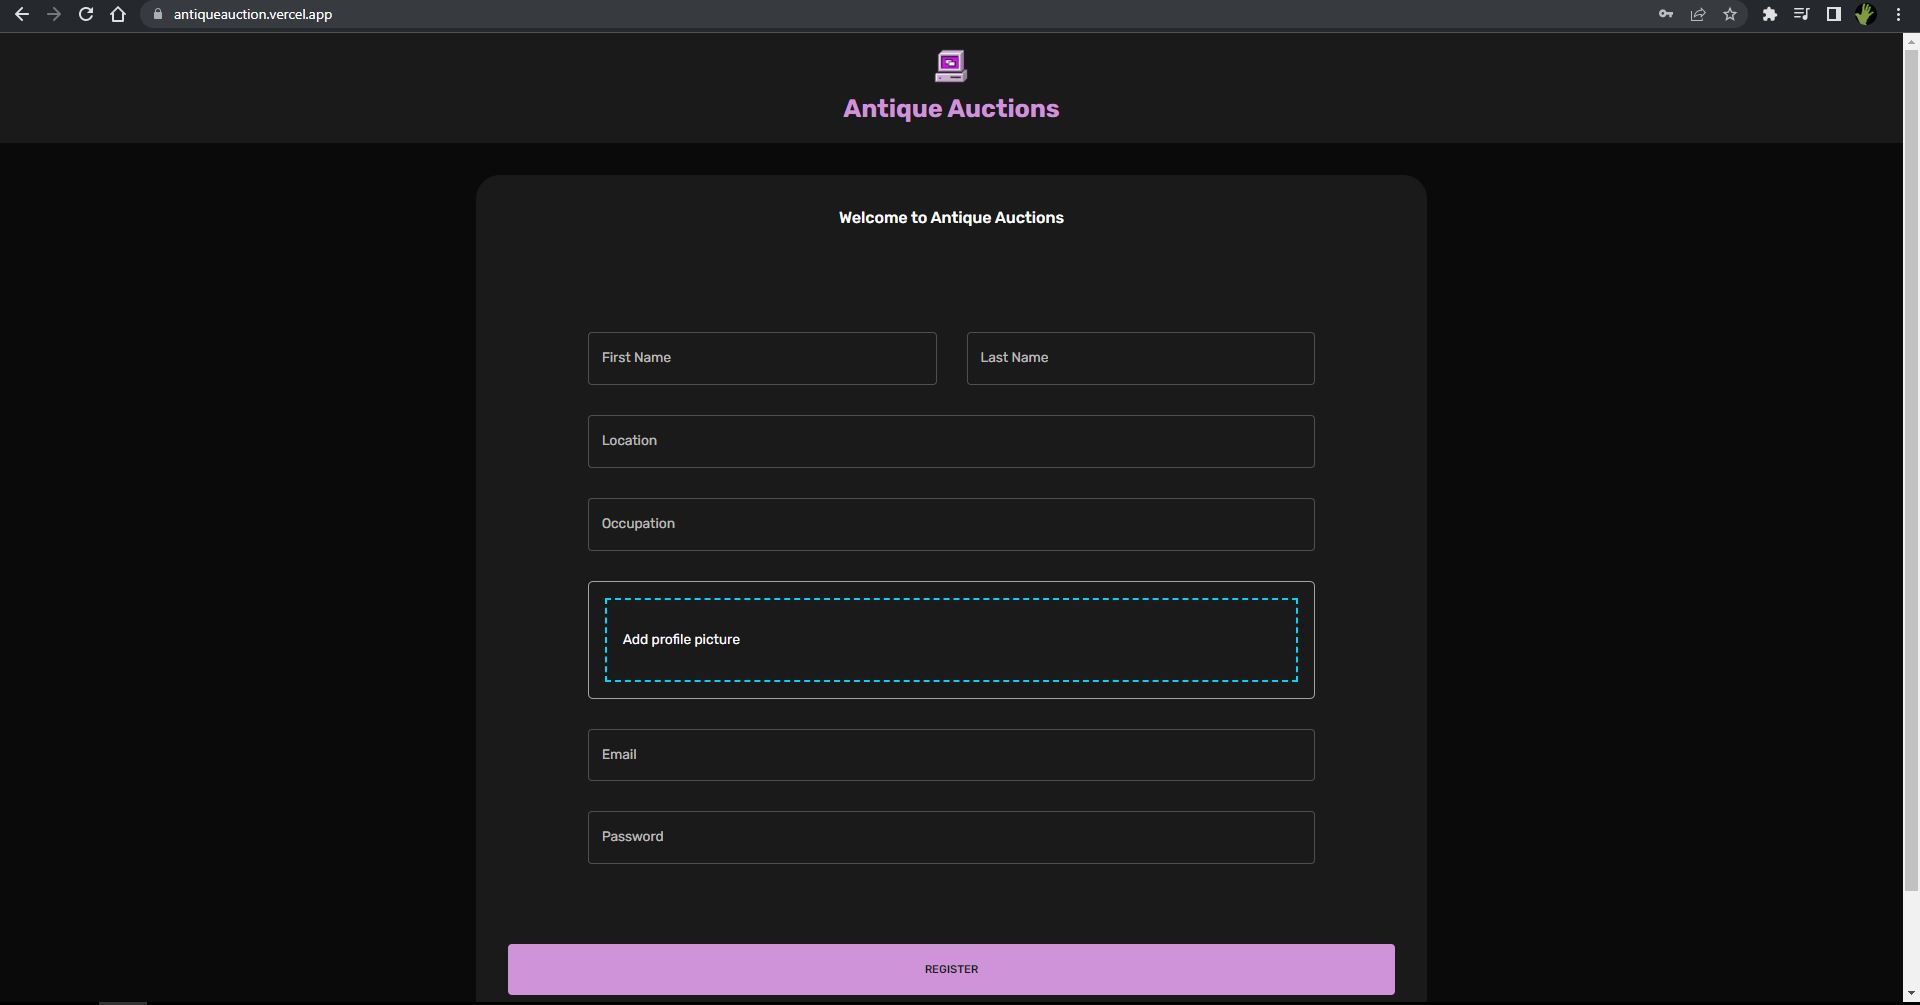 antiqueauction.vercel.app
Antique Auctions
Welcome to Antique Auctions
First Name
Last Name
Location
Occupation
Add profile picture
Email
Password
REGISTER